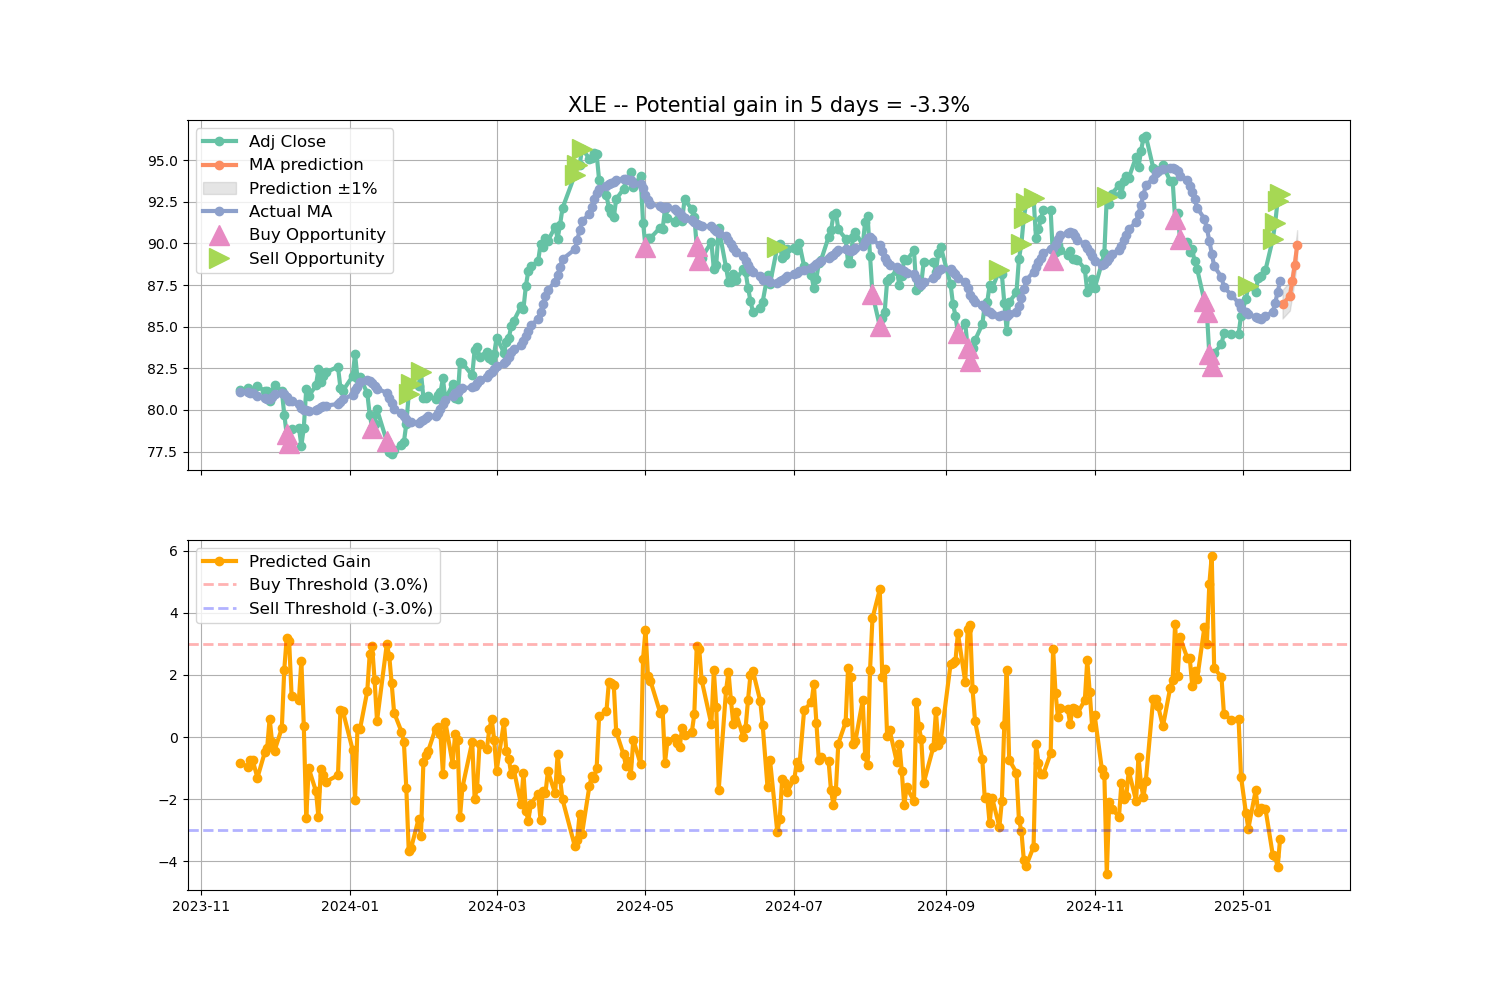 XLE -- Potential gain in 5 days = -3.3%
Adj Close
MA prediction
Prediction ±1%
Actual MA
Buy Opportunity
Sell Opportunity
95.0
92.5
90.0
87.5
85.0
82.5
80.0
77.5
Predicted Gain
Buy Threshold (3.0%)
Sell Threshold (-3.0%)
6
4
2
0
−2
−4
2023-11 2024-01 2024-03 2024-05 2024-07 2024-09 2024-11 2025-01